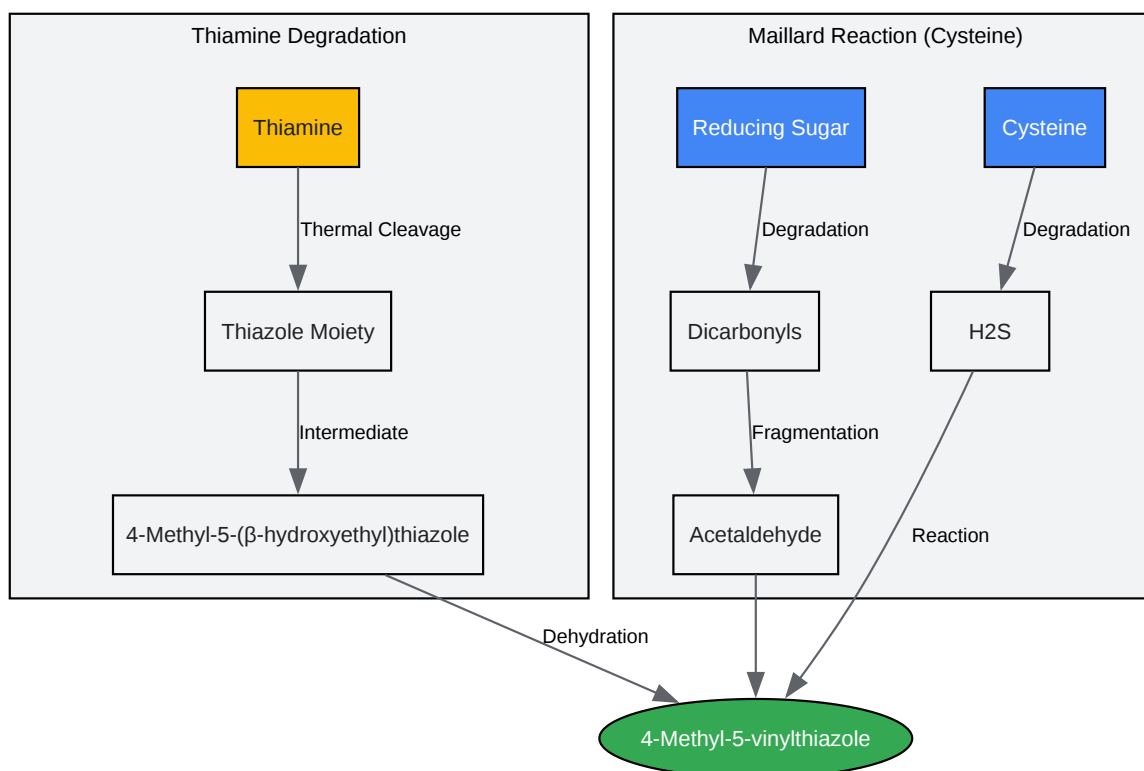 Thiamine Degradation
Maillard Reaction (Cysteine)
Thiamine
Reducing Sugar
Cysteine
Thermal Cleavage
Degradation
Degradation
Thiazole Moiety
Dicarbonyls
H2S
Intermediate
Fragmentation
4-Methyl-5-(β-hydroxyethyl)thiazole
Acetaldehyde
Reaction
Dehydration
4-Methyl-5-vinylthiazole